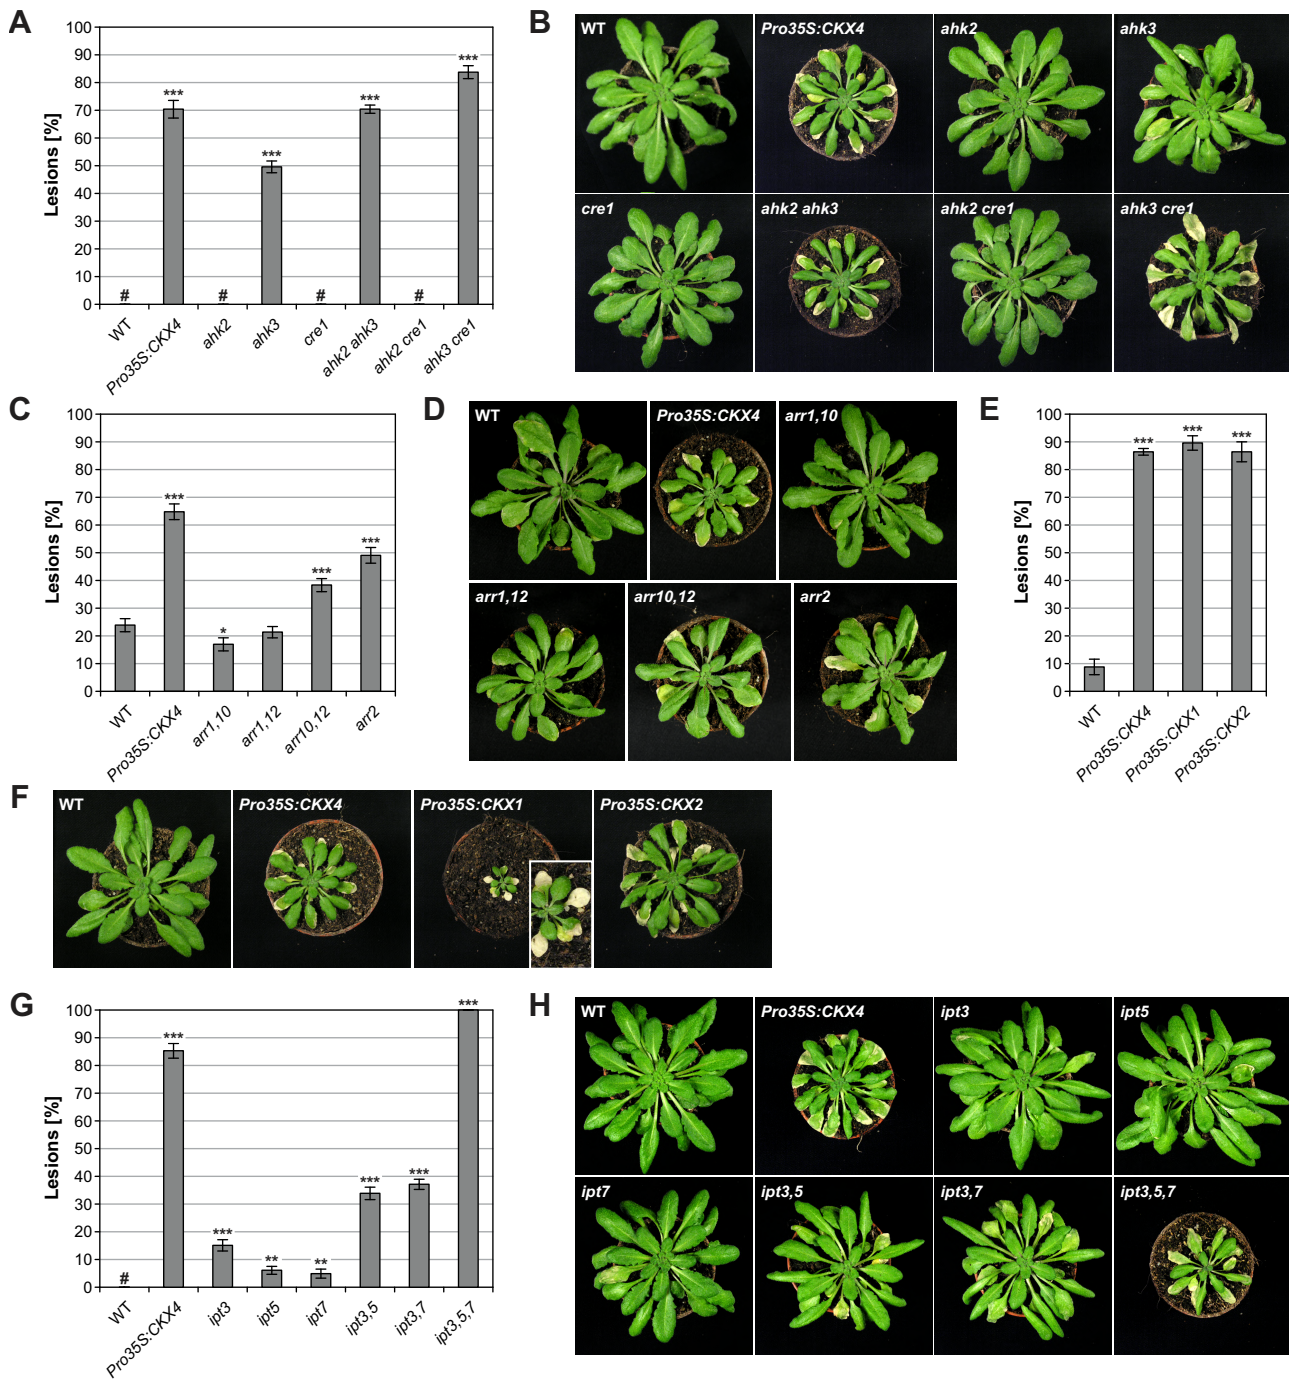 A
Lesions [%]
100
90
80
70
60
50
40
30
20
10
0
#
***
#
***
#
***
#
***
WT
Pro35S:CKX4
ahk2
ahk3
cre1
ahk2 ahk3
ahk2 cre1
ahk3 cre1
B
WT
Pro35S:CKX4
ahk2
ahk3
cre1
ahk2 ahk3
ahk2 cre1
ahk3 cre1
C
Lesions [%]
100
90
80
70
60
50
40
30
20
10
0
***
*
***
***
WT
Pro35S:CKX4
arr1,10
arr1,12
arr10,12
arr2
D
WT
Pro35S:CKX4
arr1,10
arr1,12
arr10,12
arr2
E
Lesions [%]
100
90
80
70
60
50
40
30
20
10
0
***
***
***
WT
Pro35S:CKX4
Pro35S:CKX1
Pro35S:CKX2
F
WT
Pro35S:CKX4
Pro35S:CKX1
Pro35S:CKX2
G
Lesions [%]
100
90
80
70
60
50
40
30
20
10
0
#
***
***
**
**
***
***
***
WT
Pro35S:CKX4
ipt3
ipt5
ipt7
ipt3,5
ipt3,7
ipt3,5,7
H
WT
Pro35S:CKX4
ipt3
ipt5
ipt7
ipt3,5
ipt3,7
ipt3,5,7